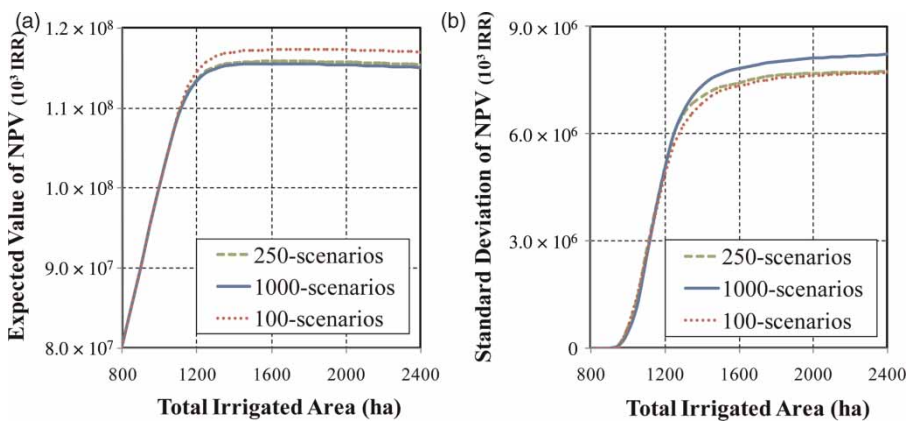 (a)
Expected Value of NPV (10³ IRR)
1.2 × 10⁸
1.1 × 10⁸
1.0 × 10⁸
9.0 × 10⁷
8.0 × 10⁷
250-scenarios
1000-scenarios
100-scenarios
800 1200 1600 2000 2400
Total Irrigated Area (ha)
(b)
Standard Deviation of NPV (10³ IRR)
9.0 × 10⁶
6.0 × 10⁶
3.0 × 10⁶
0
250-scenarios
1000-scenarios
100-scenarios
800 1200 1600 2000 2400
Total Irrigated Area (ha)